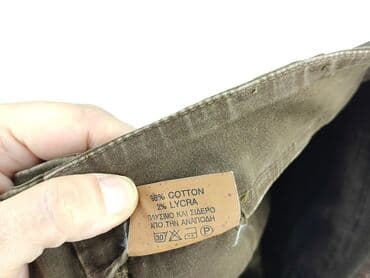 98% COTTON
2% LYCRA
ΠΛΥΣΙΜΟ ΚΑΙ ΣΙΔΕΡΟ
ΑΠΟ ΤΗΝ ΑΝΑΠΟΔΗ
30 P